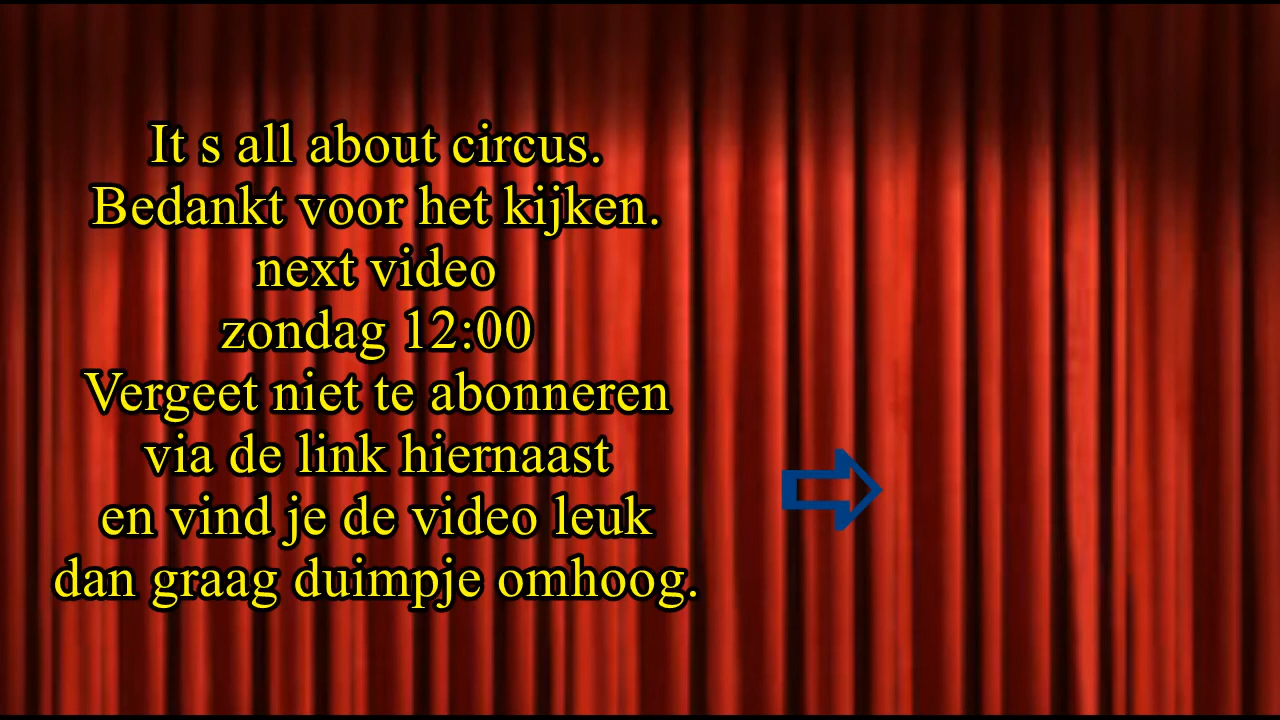 It s all about circus.
Bedankt voor het kijken.
next video
zondag 12:00
Vergeet niet te abonneren
via de link hiernaast
en vind je de video leuk
dan graag duimpje omhoog.